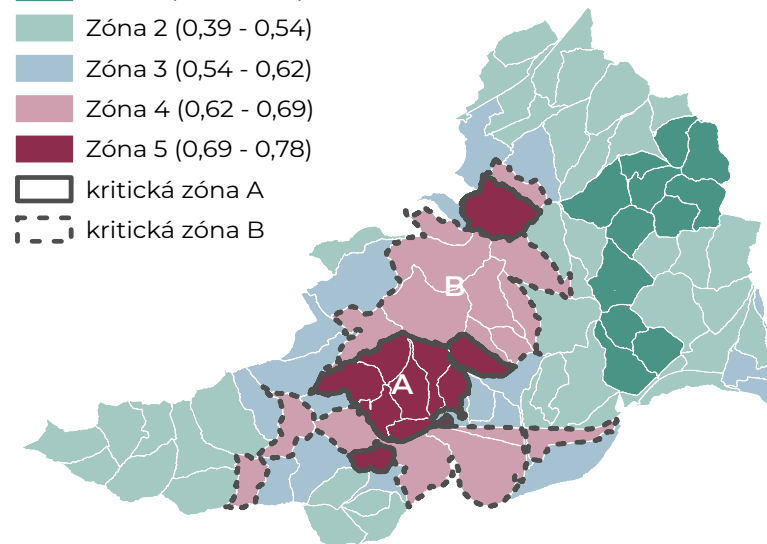 Zóna 2 (0,39 - 0,54)
Zóna 3 (0,54 - 0,62)
Zóna 4 (0,62 - 0,69)
Zóna 5 (0,69 - 0,78)
kritická zóna A
kritická zóna B
B
A